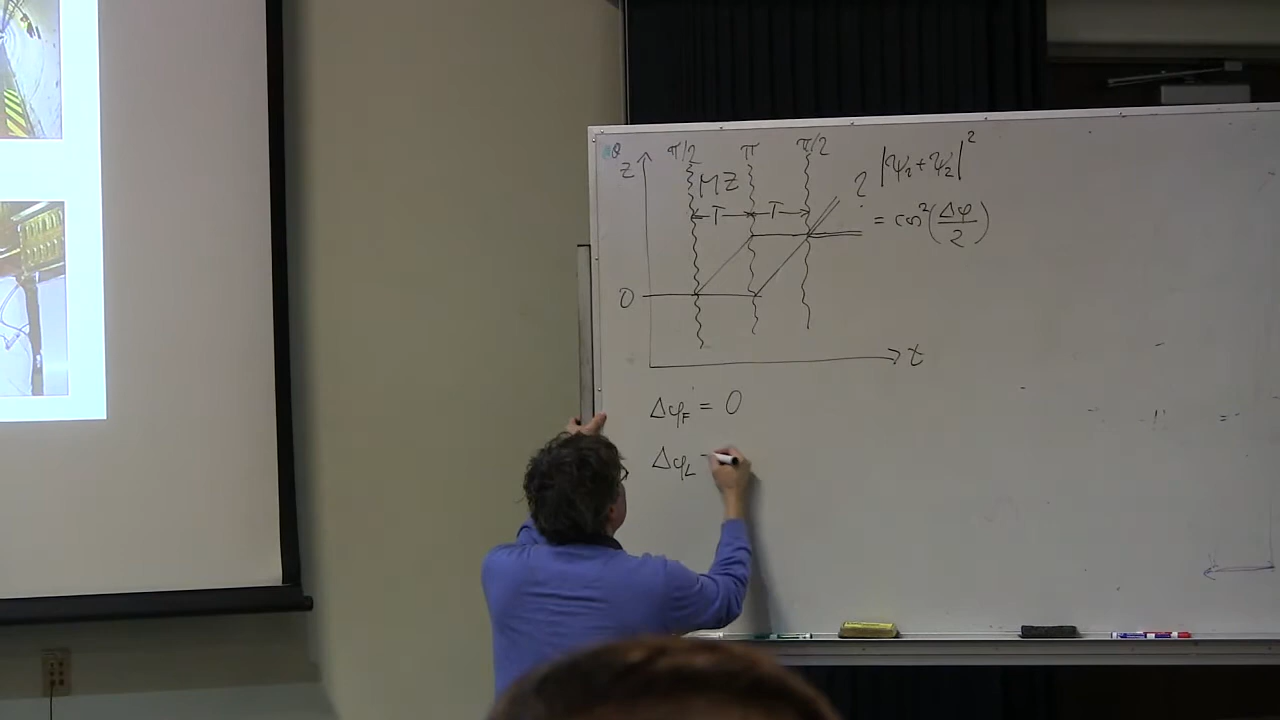 z
π/2 π π/2
MZ
T T
? |ψ₁+ψ₂|²
= cos²(Δφ/2)
0
t
Δφ_F = 0
Δφ_L